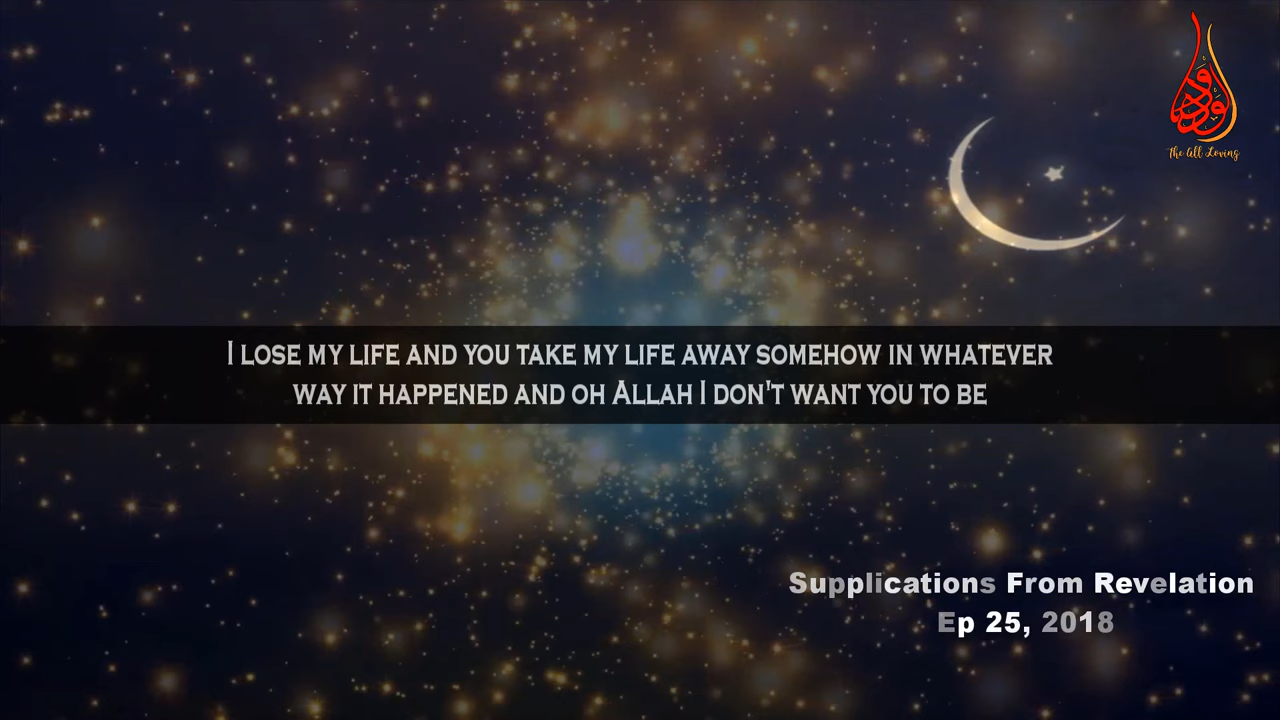 الودود
The All Loving
I LOSE MY LIFE AND YOU TAKE MY LIFE AWAY SOMEHOW IN WHATEVER
WAY IT HAPPENED AND OH ALLAH I DON'T WANT YOU TO BE
Supplications From Revelation
Ep 25, 2018